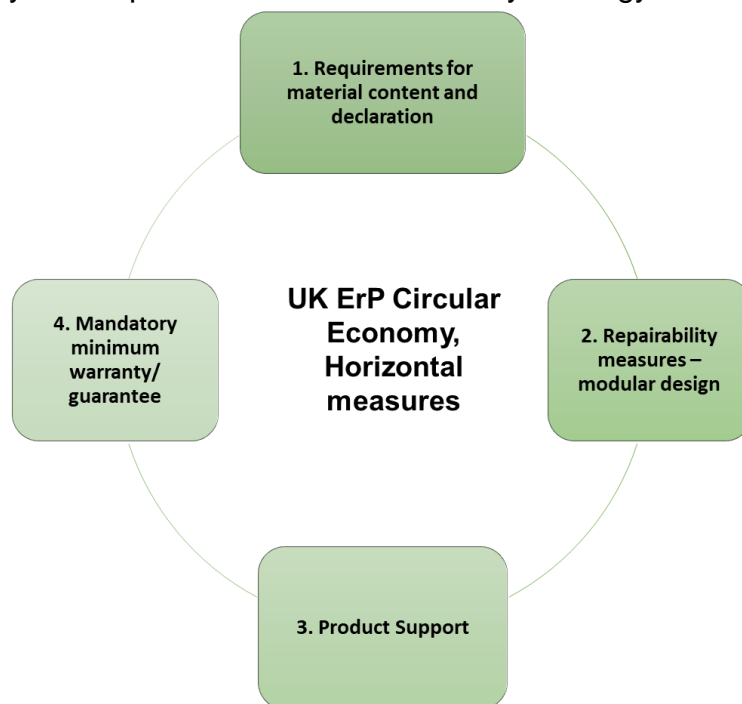 1. Requirements for
material content and
declaration
UK ErP Circular
Economy,
Horizontal
measures
4. Mandatory
minimum
warranty/
guarantee
2. Repairability
measures –
modular design
3. Product Support